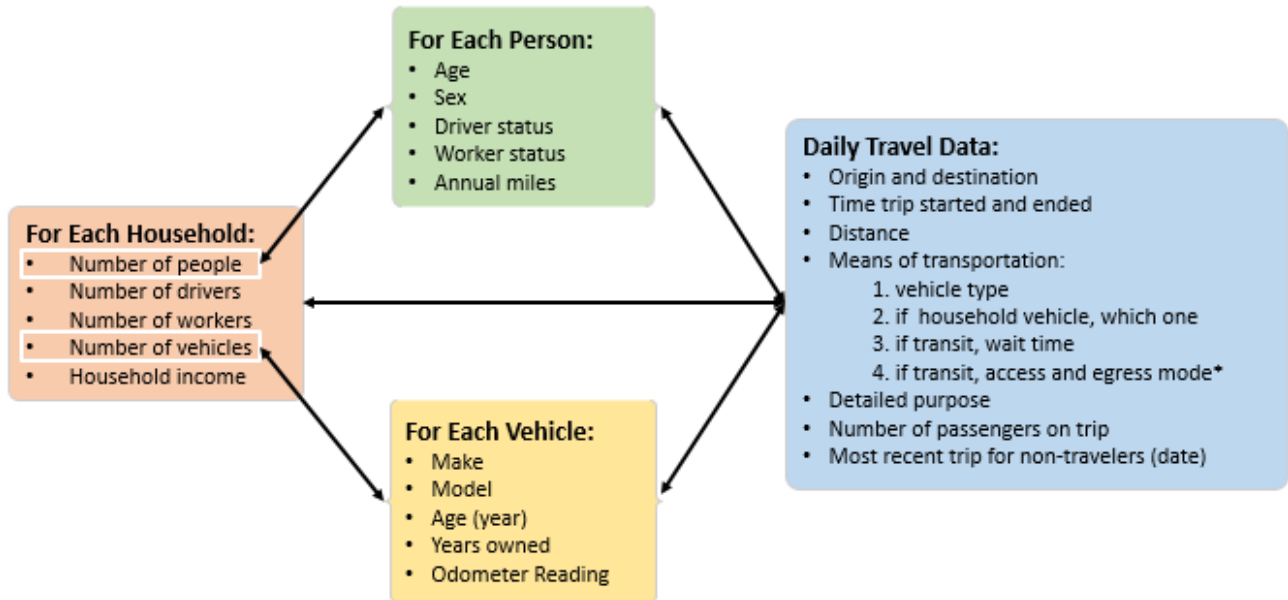 For Each Person:
• Age
• Sex
• Driver status
• Worker status
• Annual miles
For Each Household:
• Number of people
• Number of drivers
• Number of workers
• Number of vehicles
• Household income
For Each Vehicle:
• Make
• Model
• Age (year)
• Years owned
• Odometer Reading
Daily Travel Data:
• Origin and destination
• Time trip started and ended
• Distance
• Means of transportation:
1. vehicle type
2. if household vehicle, which one
3. if transit, wait time
4. if transit, access and egress mode*
• Detailed purpose
• Number of passengers on trip
• Most recent trip for non-travelers (date)